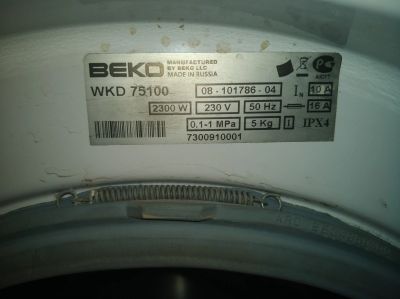 BEKO
MANUFACTURED
BY BEKO LLC
MADE IN RUSSIA
WKD 75100
08-101786-04
I N 10 A
2300 W 230 V 50 Hz 16 A
0.1-1 MPa 5 Kg I IPX4
7300910001